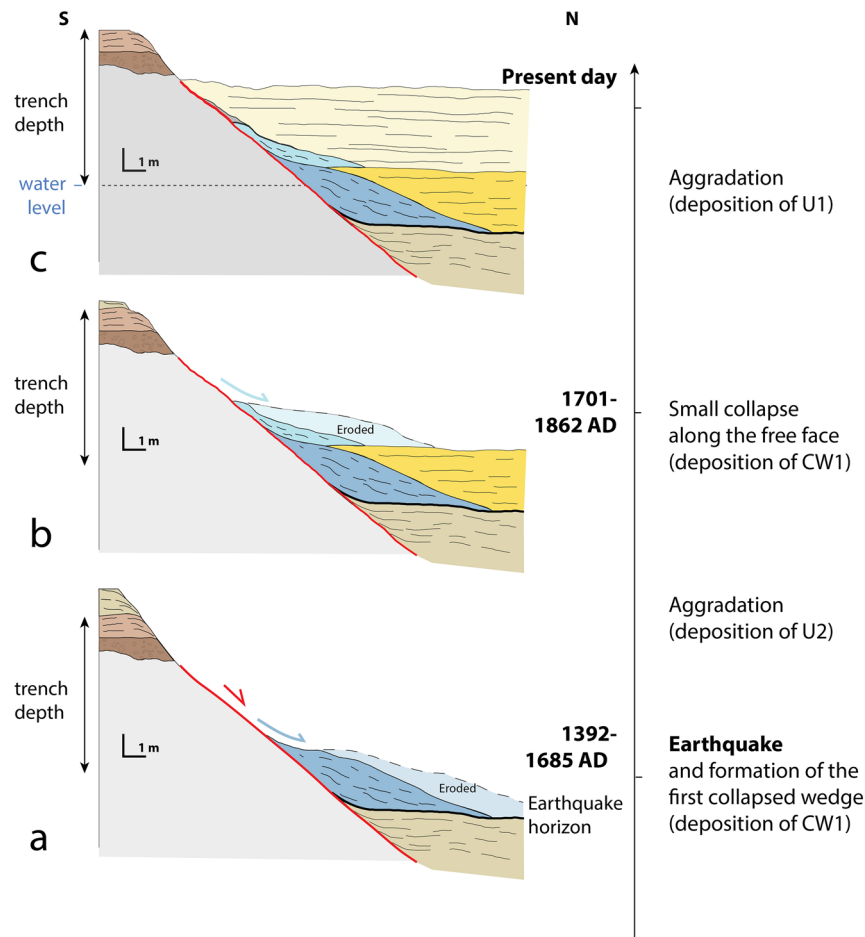 S
N
Present day
trench
depth
1 m
water
level
Aggradation
(deposition of U1)
c
trench
depth
Eroded
1 m
1701-
1862 AD
Small collapse
along the free face
(deposition of CW1)
b
Aggradation
(deposition of U2)
trench
depth
1 m
Eroded
1392-
1685 AD
Earthquake
horizon
Earthquake
and formation of the
first collapsed wedge
(deposition of CW1)
a